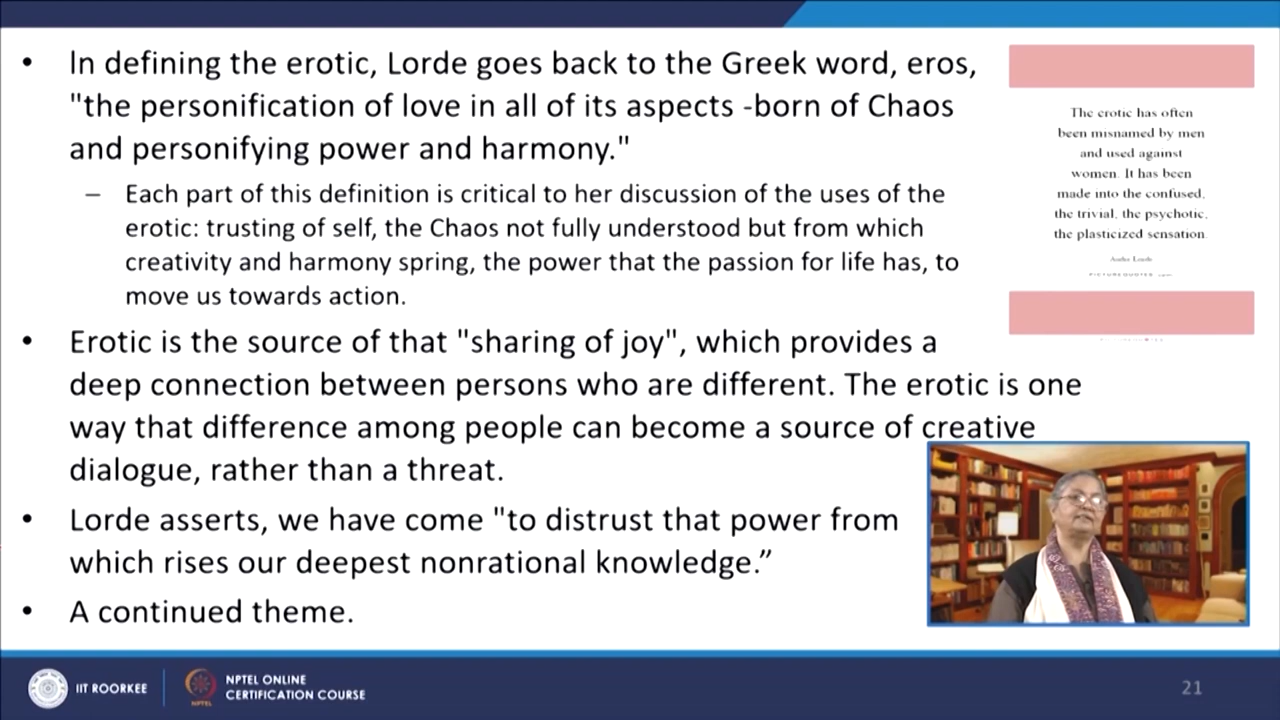 • In defining the erotic, Lorde goes back to the Greek word, eros,
"the personification of love in all of its aspects -born of Chaos
and personifying power and harmony."
– Each part of this definition is critical to her discussion of the uses of the
erotic: trusting of self, the Chaos not fully understood but from which
creativity and harmony spring, the power that the passion for life has, to
move us towards action.
• Erotic is the source of that "sharing of joy", which provides a
deep connection between persons who are different. The erotic is one
way that difference among people can become a source of creative
dialogue, rather than a threat.
• Lorde asserts, we have come "to distrust that power from
which rises our deepest nonrational knowledge.”
• A continued theme.
The erotic has often
been misnamed by men
and used against
women. It has been
made into the confused,
the trivial, the psychotic,
the plasticized sensation.
Audre Lorde
IIT ROORKEE
NPTEL
NPTEL ONLINE
CERTIFICATION COURSE
21